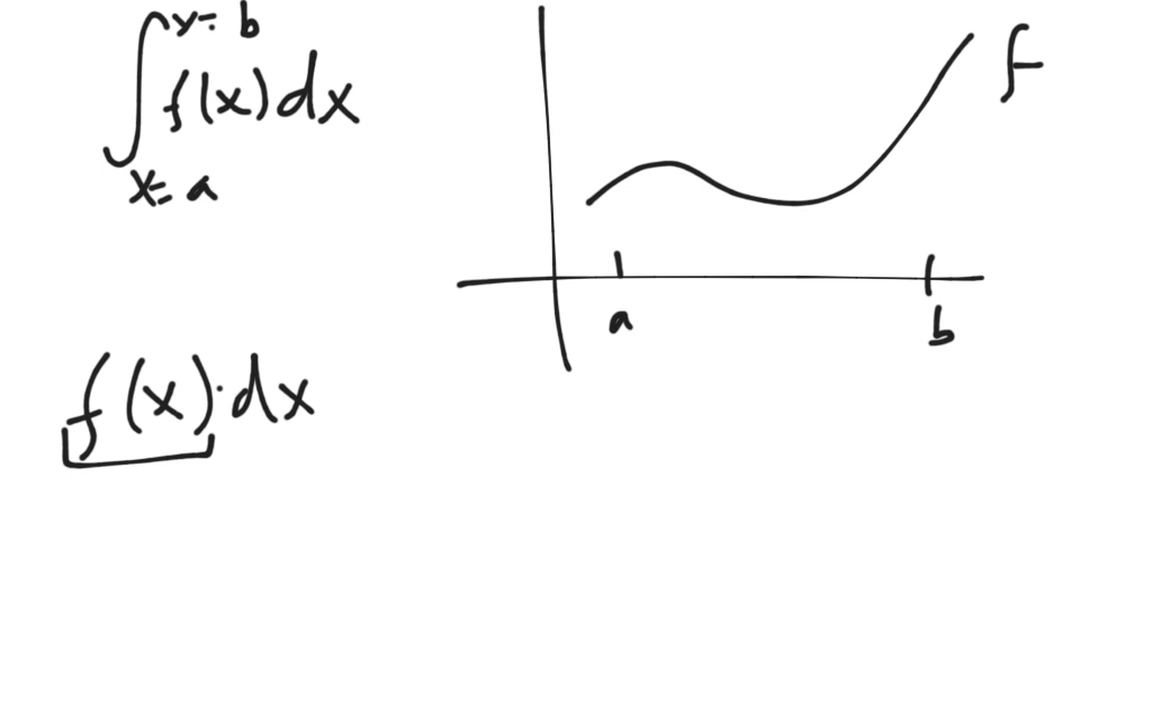 ∫ y=b
f(x)dx
x=a
f
a
b
f(x)·dx